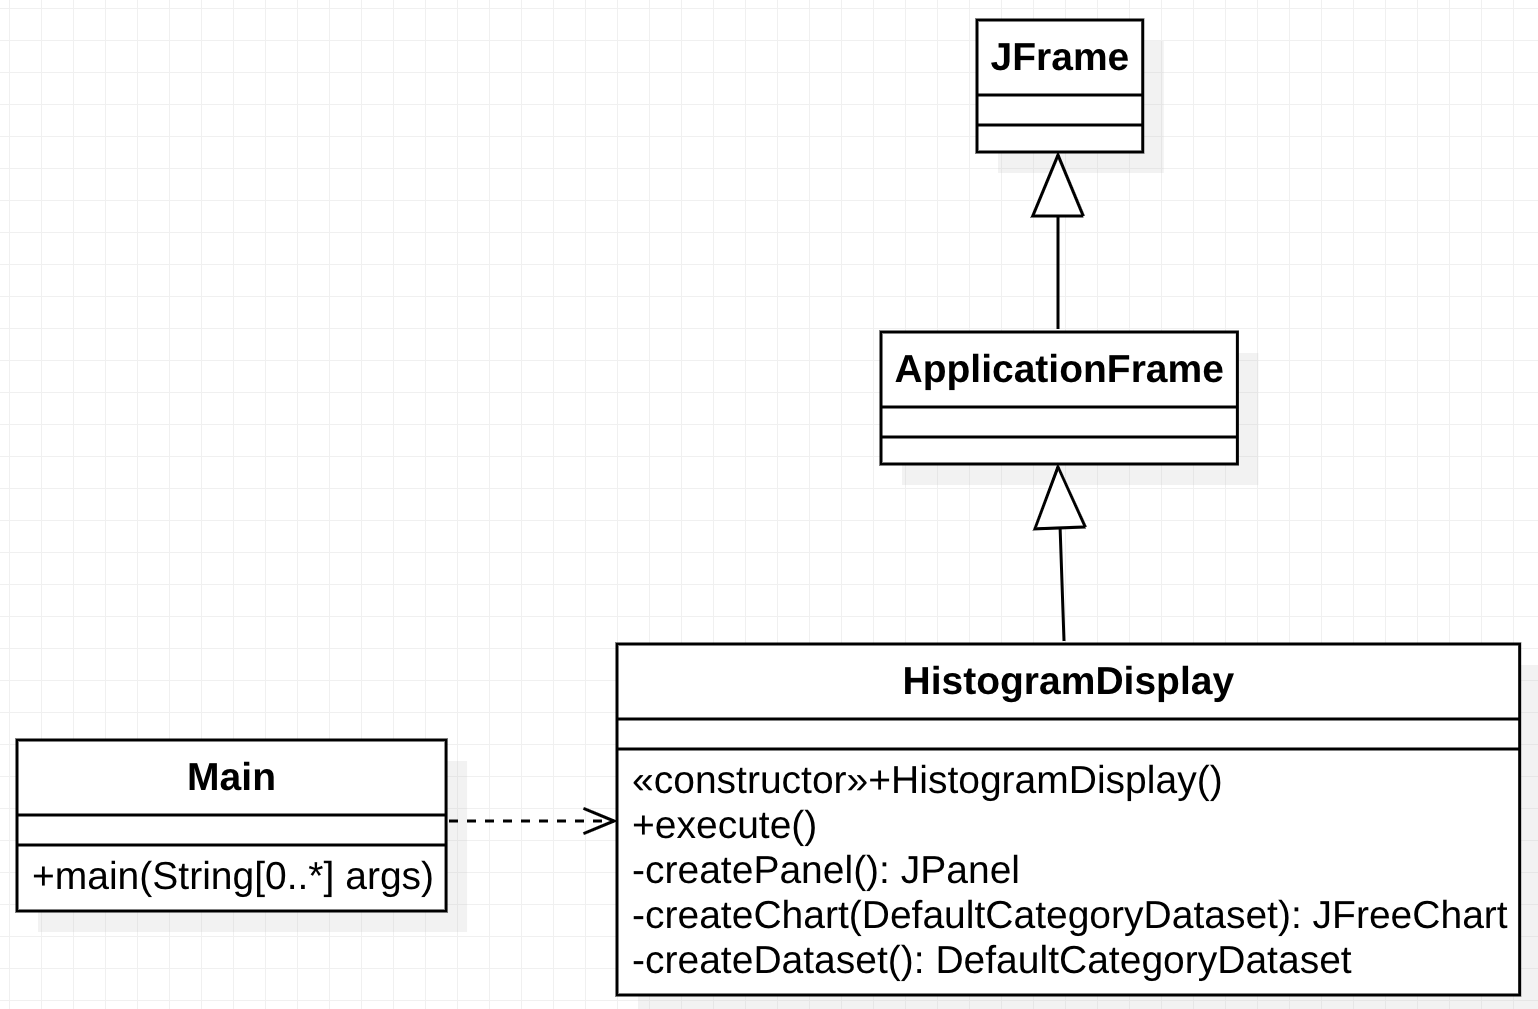 JFrame
ApplicationFrame
HistogramDisplay
«constructor»+HistogramDisplay()
+execute()
-createPanel(): JPanel
-createChart(DefaultCategoryDataset): JFreeChart
-createDataset(): DefaultCategoryDataset
Main
+main(String[0..*] args)